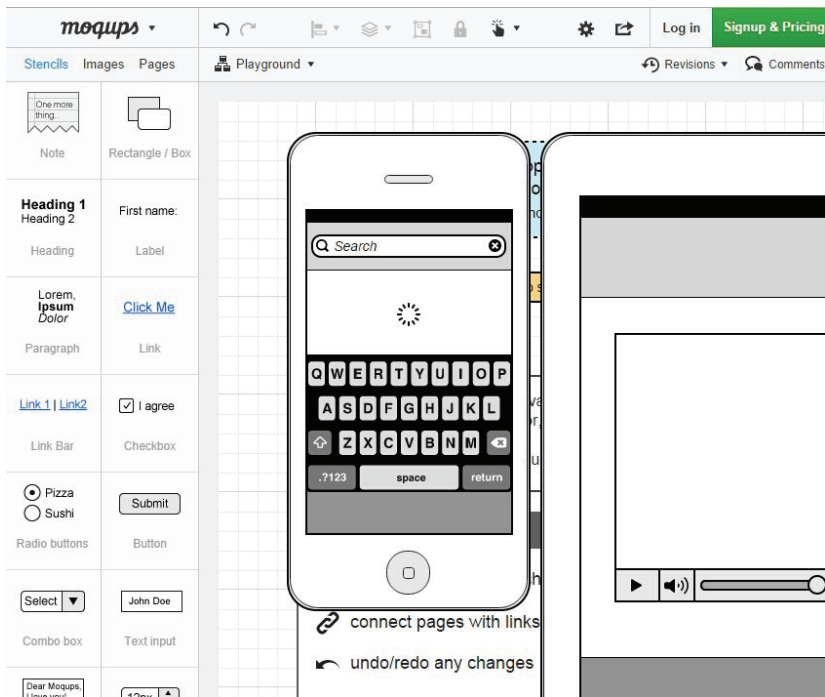 moqups
Log in
Signup & Pricing
Stencils Images Pages
Playground
Revisions
Comments
One more
thing..
Note
Rectangle / Box
Heading 1
Heading 2
Heading
First name:
Label
Lorem,
Ipsum
Dolor
Paragraph
Click Me
Link
Link 1 | Link2
Link Bar
I agree
Checkbox
Pizza
Sushi
Radio buttons
Submit
Button
Select
Combo box
John Doe
Text input
Dear Moqups,
12px
Search
Q W E R T Y U I O P
A S D F G H J K L
Z X C V B N M
.?123 space return
connect pages with links
undo/redo any changes